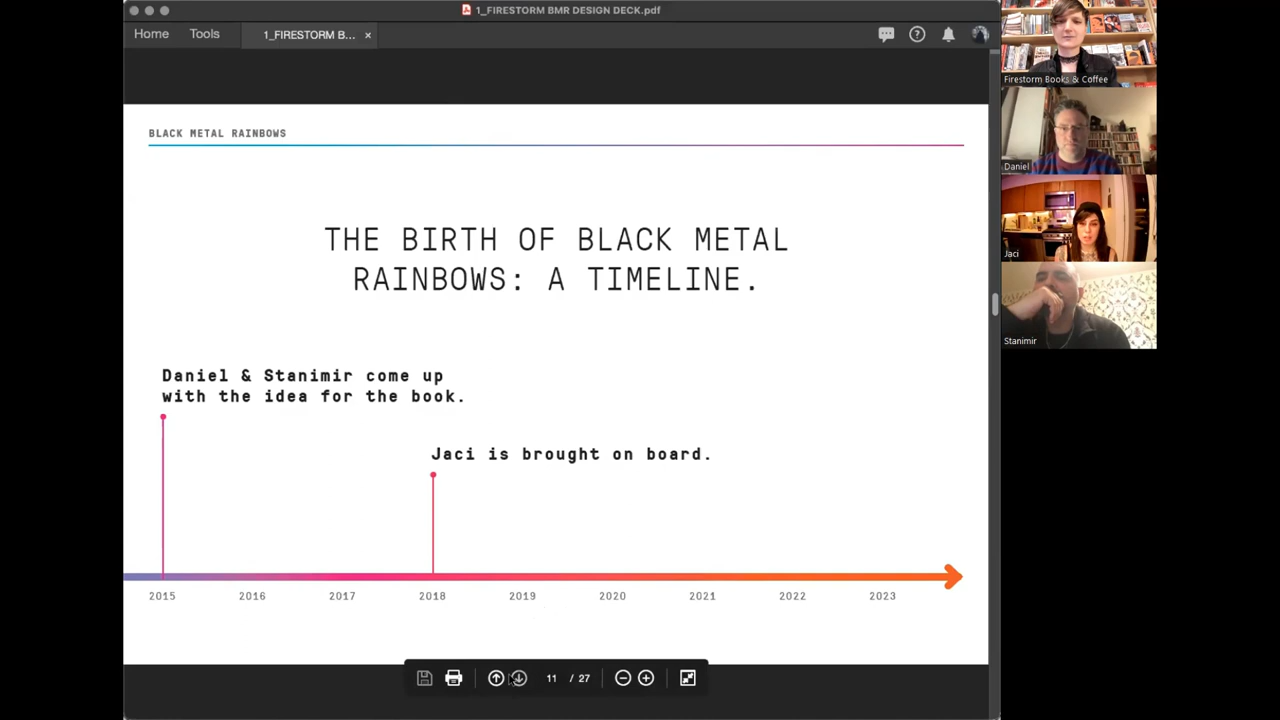 1_FIRESTORM BMR DESIGN DECK.pdf
Home Tools 1_FIRESTORM B... ×
BLACK METAL RAINBOWS
THE BIRTH OF BLACK METAL
RAINBOWS: A TIMELINE.
Daniel & Stanimir come up
with the idea for the book.
Jaci is brought on board.
2015 2016 2017 2018 2019 2020 2021 2022 2023
11 / 27
Firestorm Books & Coffee
Daniel
Jaci
Stanimir